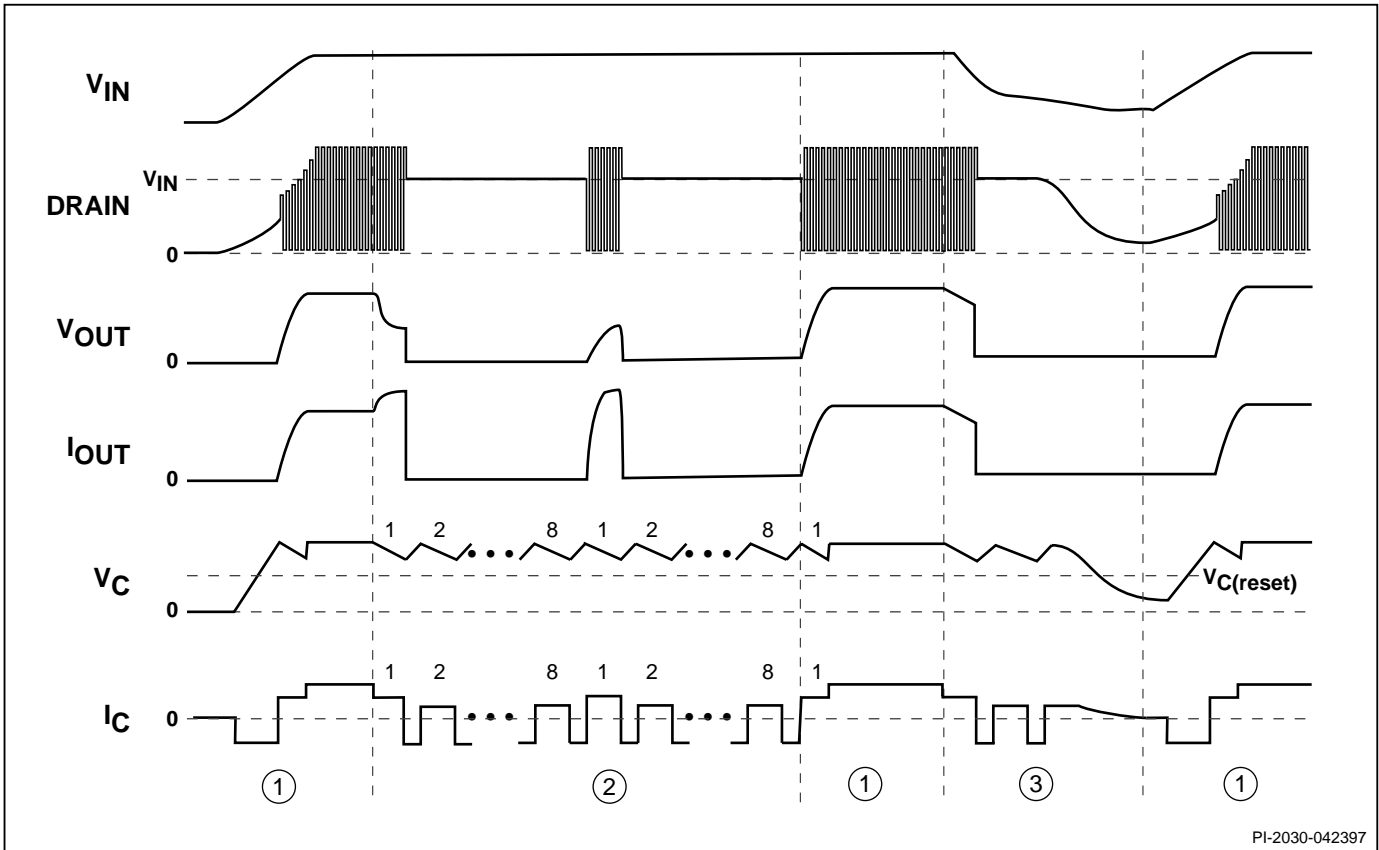 VIN
VIN
DRAIN
0
VOUT
0
IOUT
0
1 2 8 1 2 8 1
VC
VC(reset)
0
1 2 8 1 2 8 1
IC
0
1 2 1 3 1
PI-2030-042397